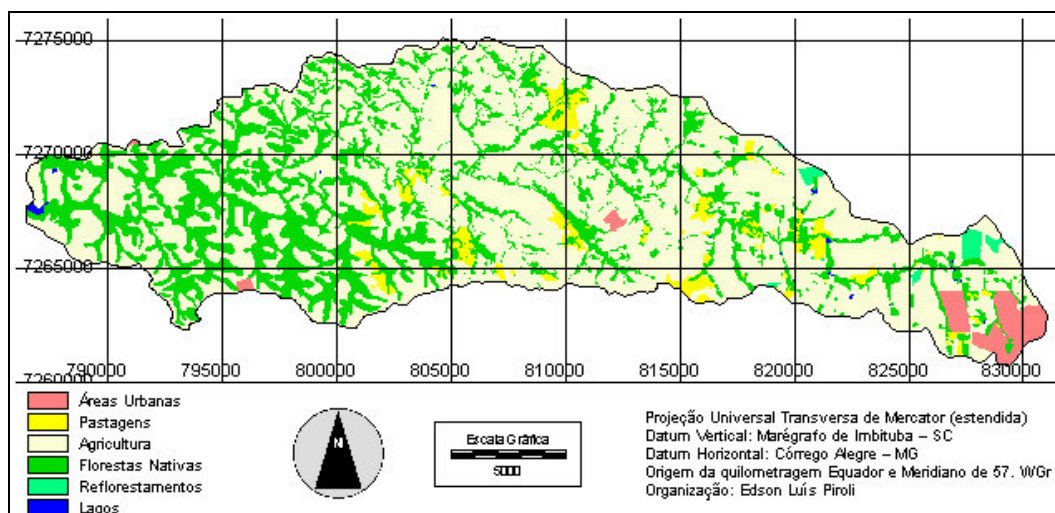 7275000
7270000
7265000
7260000
790000 795000 800000 805000 810000 815000 820000 825000 830000
Áreas Urbanas
Pastagens
Agricultura
Florestas Nativas
Reflorestamentos
Lagos
N
Escala Gráfica
5000
Projeção Universal Transversa de Mercator (estendida)
Datum Vertical: Marégrafo de Imbituba – SC
Datum Horizontal: Córrego Alegre – MG
Origem da quilometragem Equador e Meridiano de 57. WGr
Organização: Edson Luís Piroli